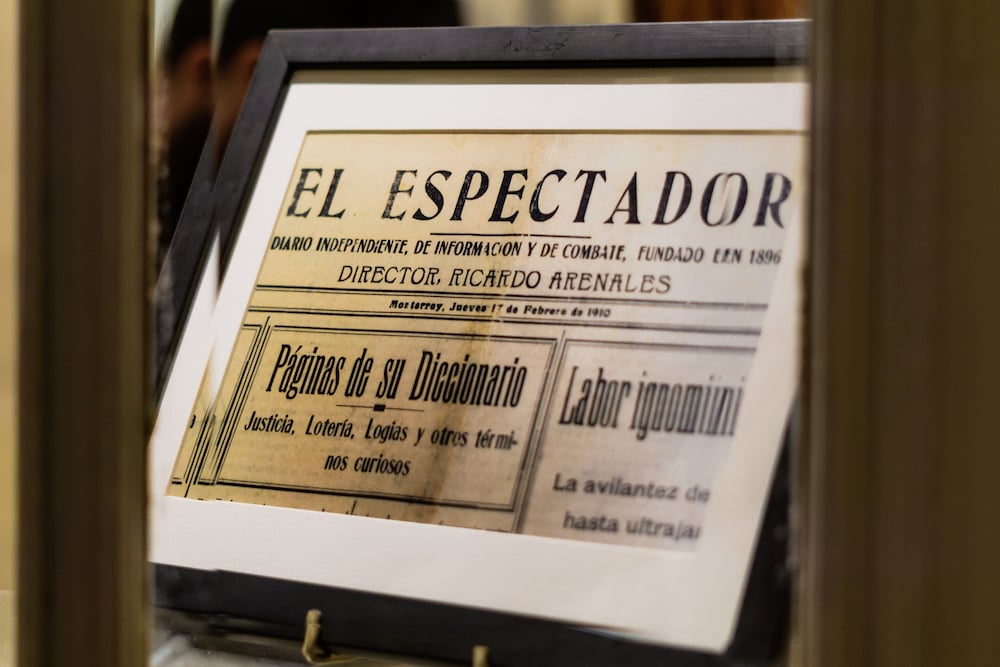 EL ESPECTADOR
DIARIO INDEPENDIENTE, DE INFORMACION Y DE COMBATE, FUNDADO EEN 1896
DIRECTOR, RICARDO ARENALES
Monterrey, Jueves 17 de Febrero de 1910
Páginas de su Diccionario
Justicia, Lotería, Logias y otros térmi-
nos curiosos
Labor ignomini
La avilantez de
hasta ultrajar